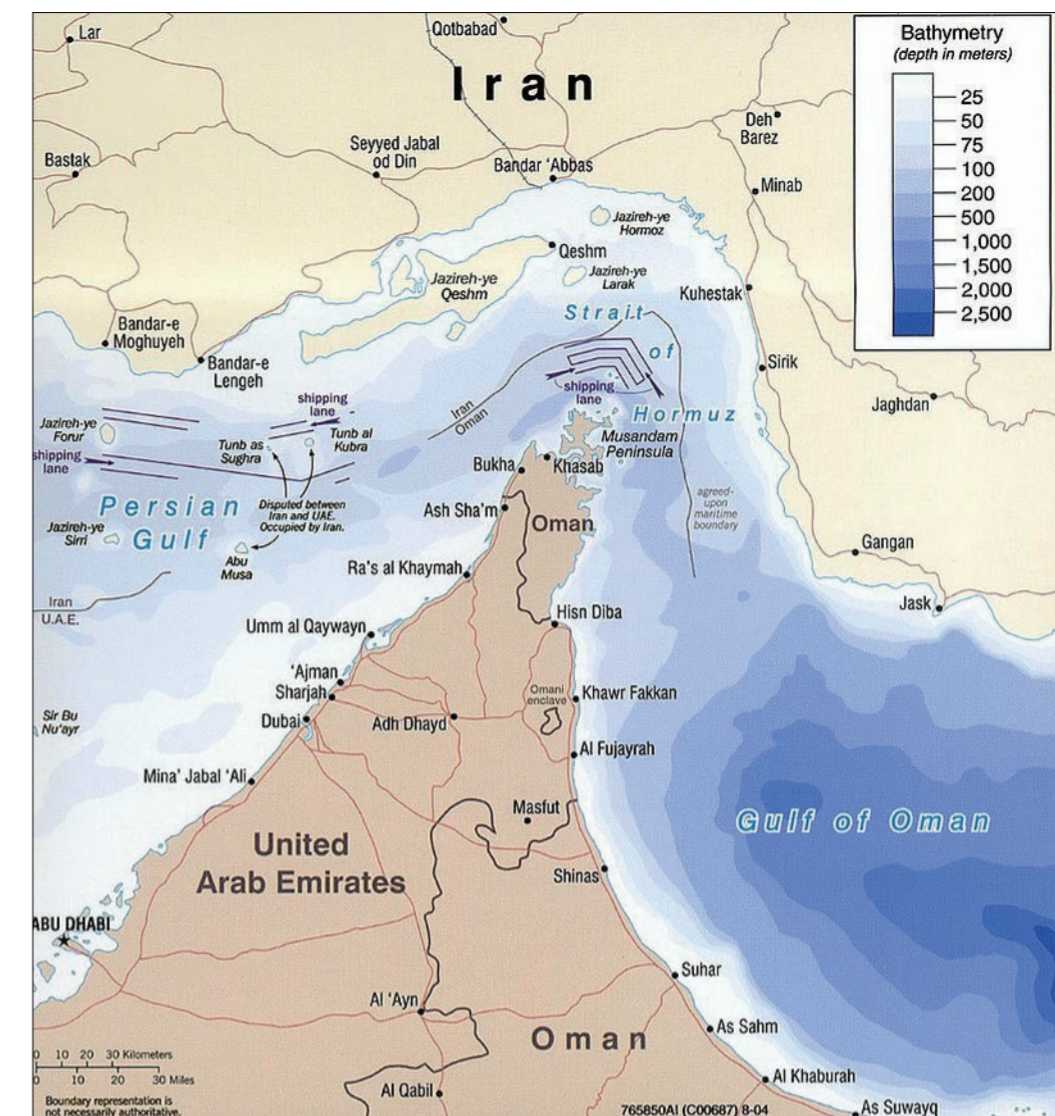 Lar
Qotbabad
Iran
Bathymetry
(depth in meters)
25
50
75
100
200
500
1,000
1,500
2,000
2,500
Deh
Barez
Seyyed Jabal
od Din
Bastak
Bandar 'Abbas
Minab
Jazireh-ye
Hormoz
Qeshm
Jazireh-ye
Larak
Jazireh-ye
Qeshm
Kuhestak
Strait
of
Hormuz
Bandar-e
Moghuyeh
Bandar-e
Lengeh
Sirik
Iran
Oman
shipping
lane
Jaghdan
shipping
lane
Jazireh-ye
Forur
Tunb as
Sughra
Tunb al
Kubra
Musandam
Peninsula
shipping
lane
Bukha
Khasab
Persian
Gulf
Disputed between
Iran and UAE.
Occupied by Iran.
Ash Sha'm
Oman
agreed-
upon
maritime
boundary
Jazireh-ye
Sirri
Abu
Musa
Gangan
Ra's al Khaymah
Iran
U.A.E.
Jask
Hisn Diba
Umm al Qaywayn
'Ajman
Sharjah
Omani
enclave
Khawr Fakkan
Sir Bu
Nu'ayr
Dubai
Adh Dhayd
Al Fujayrah
Mina' Jabal 'Ali
Masfut
Gulf of Oman
United
Arab Emirates
Shinas
ABU DHABI
Suhar
Al 'Ayn
As Sahm
Oman
0 10 20 30 Kilometers
0 10 20 30 Miles
Al Khaburah
Al Qabil
Boundary representation is
not necessarily authoritative.
765850AI (C00687) 8-04
As Suwayq